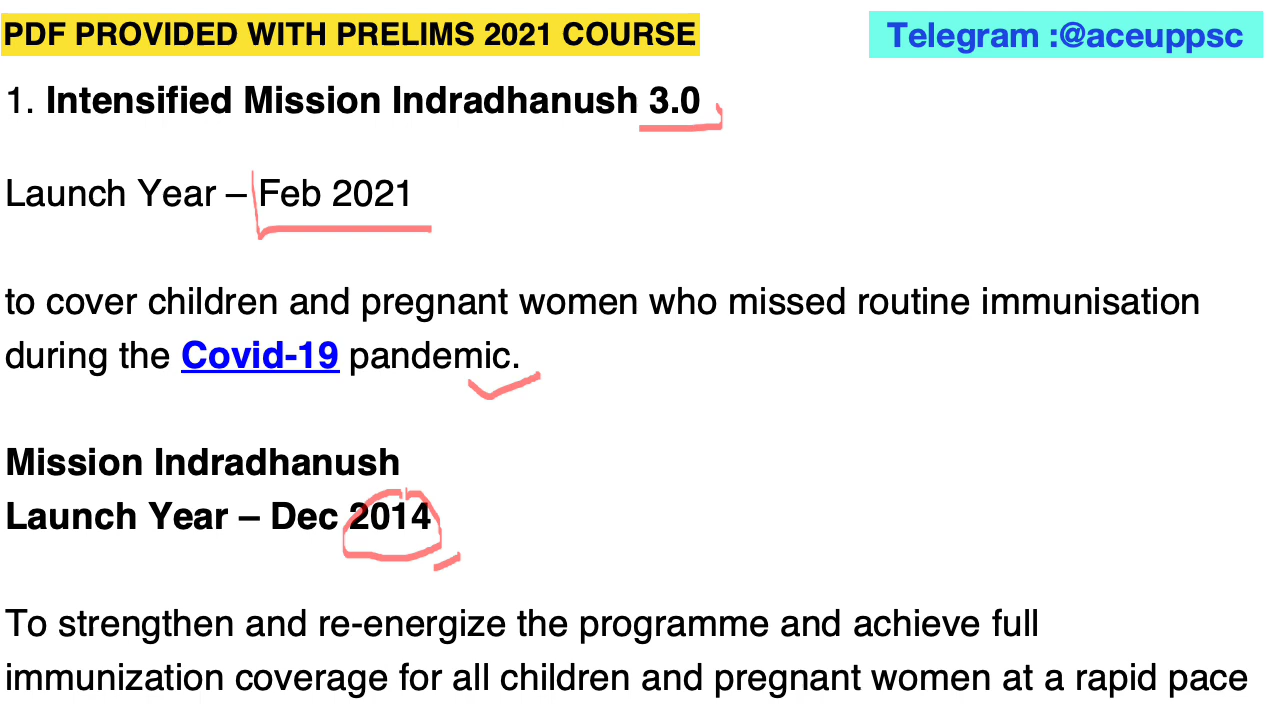 PDF PROVIDED WITH PRELIMS 2021 COURSE
Telegram :@aceuppsc
1. Intensified Mission Indradhanush 3.0
Launch Year – Feb 2021
to cover children and pregnant women who missed routine immunisation
during the Covid-19 pandemic.
Mission Indradhanush
Launch Year – Dec 2014
To strengthen and re-energize the programme and achieve full
immunization coverage for all children and pregnant women at a rapid pace